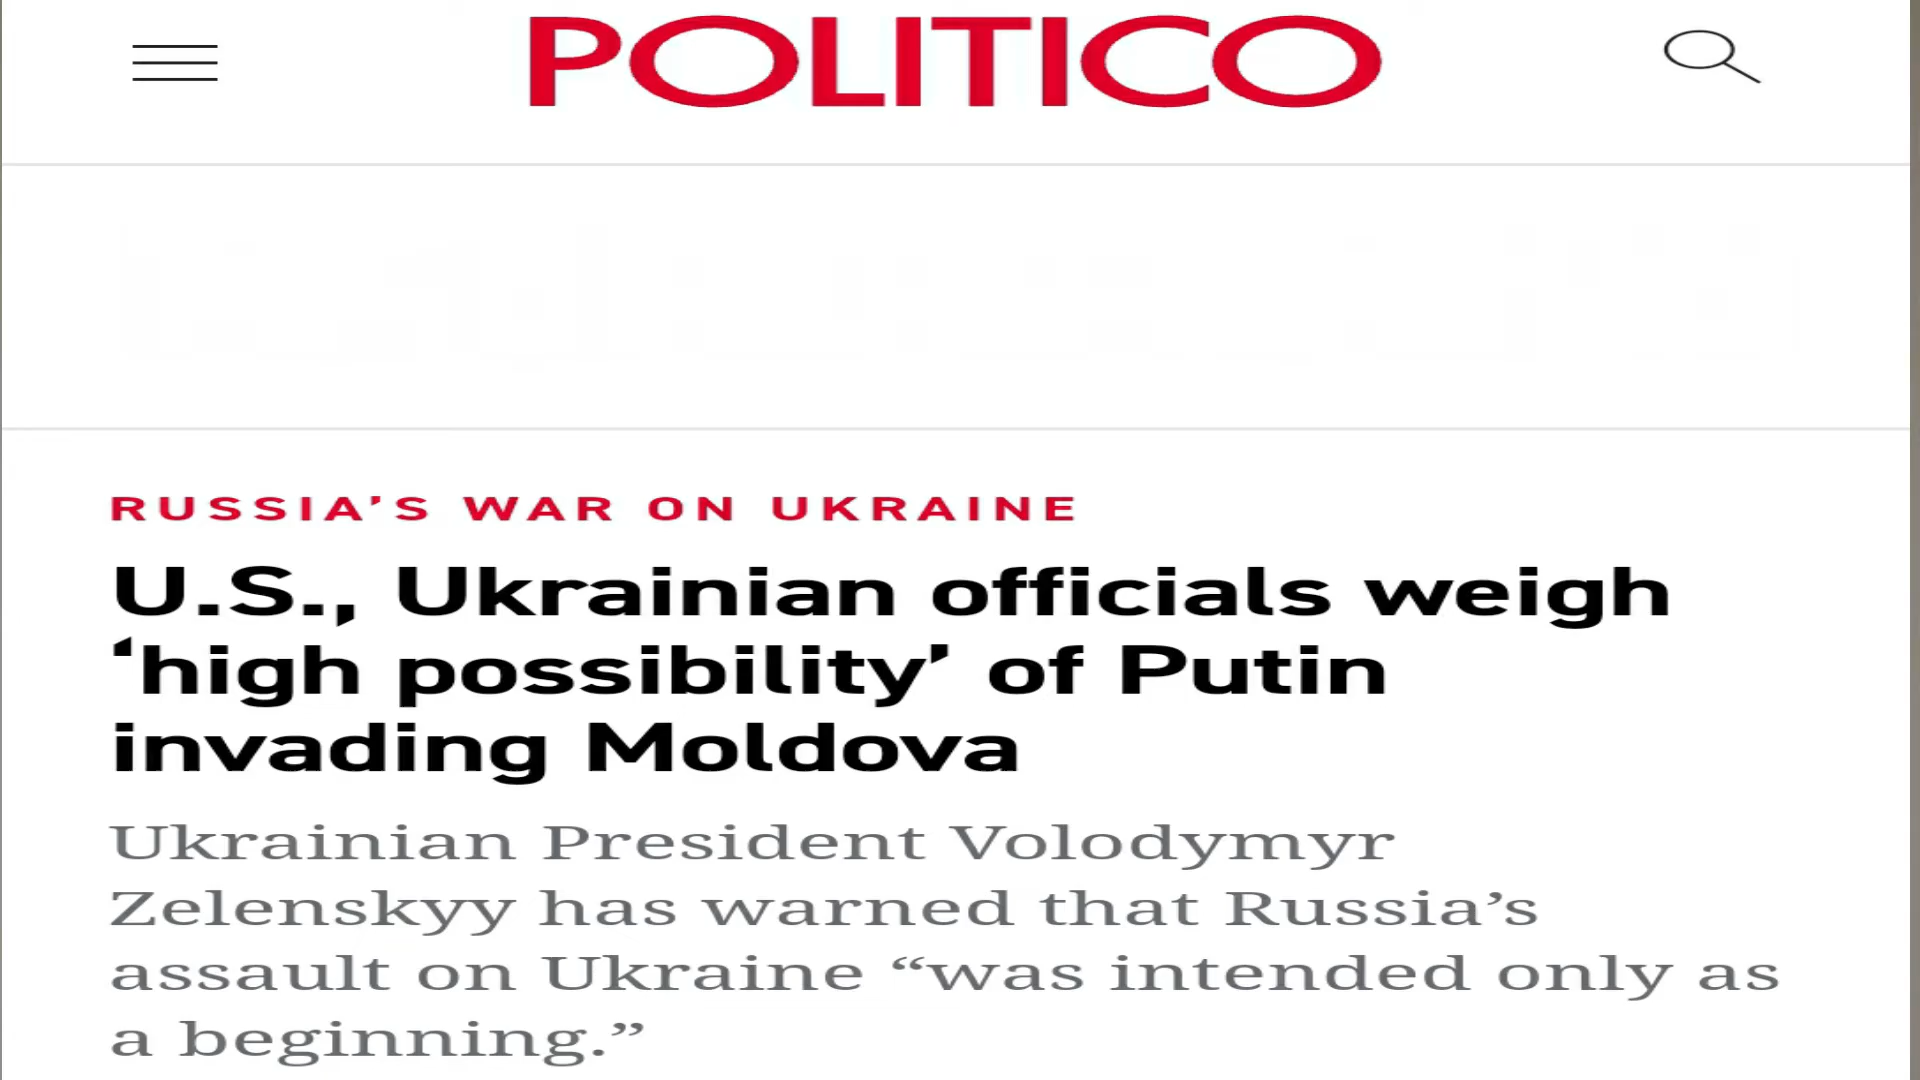 POLITICO
RUSSIA’S WAR ON UKRAINE
U.S., Ukrainian officials weigh
‘high possibility’ of Putin
invading Moldova
Ukrainian President Volodymyr
Zelenskyy has warned that Russia’s
assault on Ukraine “was intended only as
a beginning.”